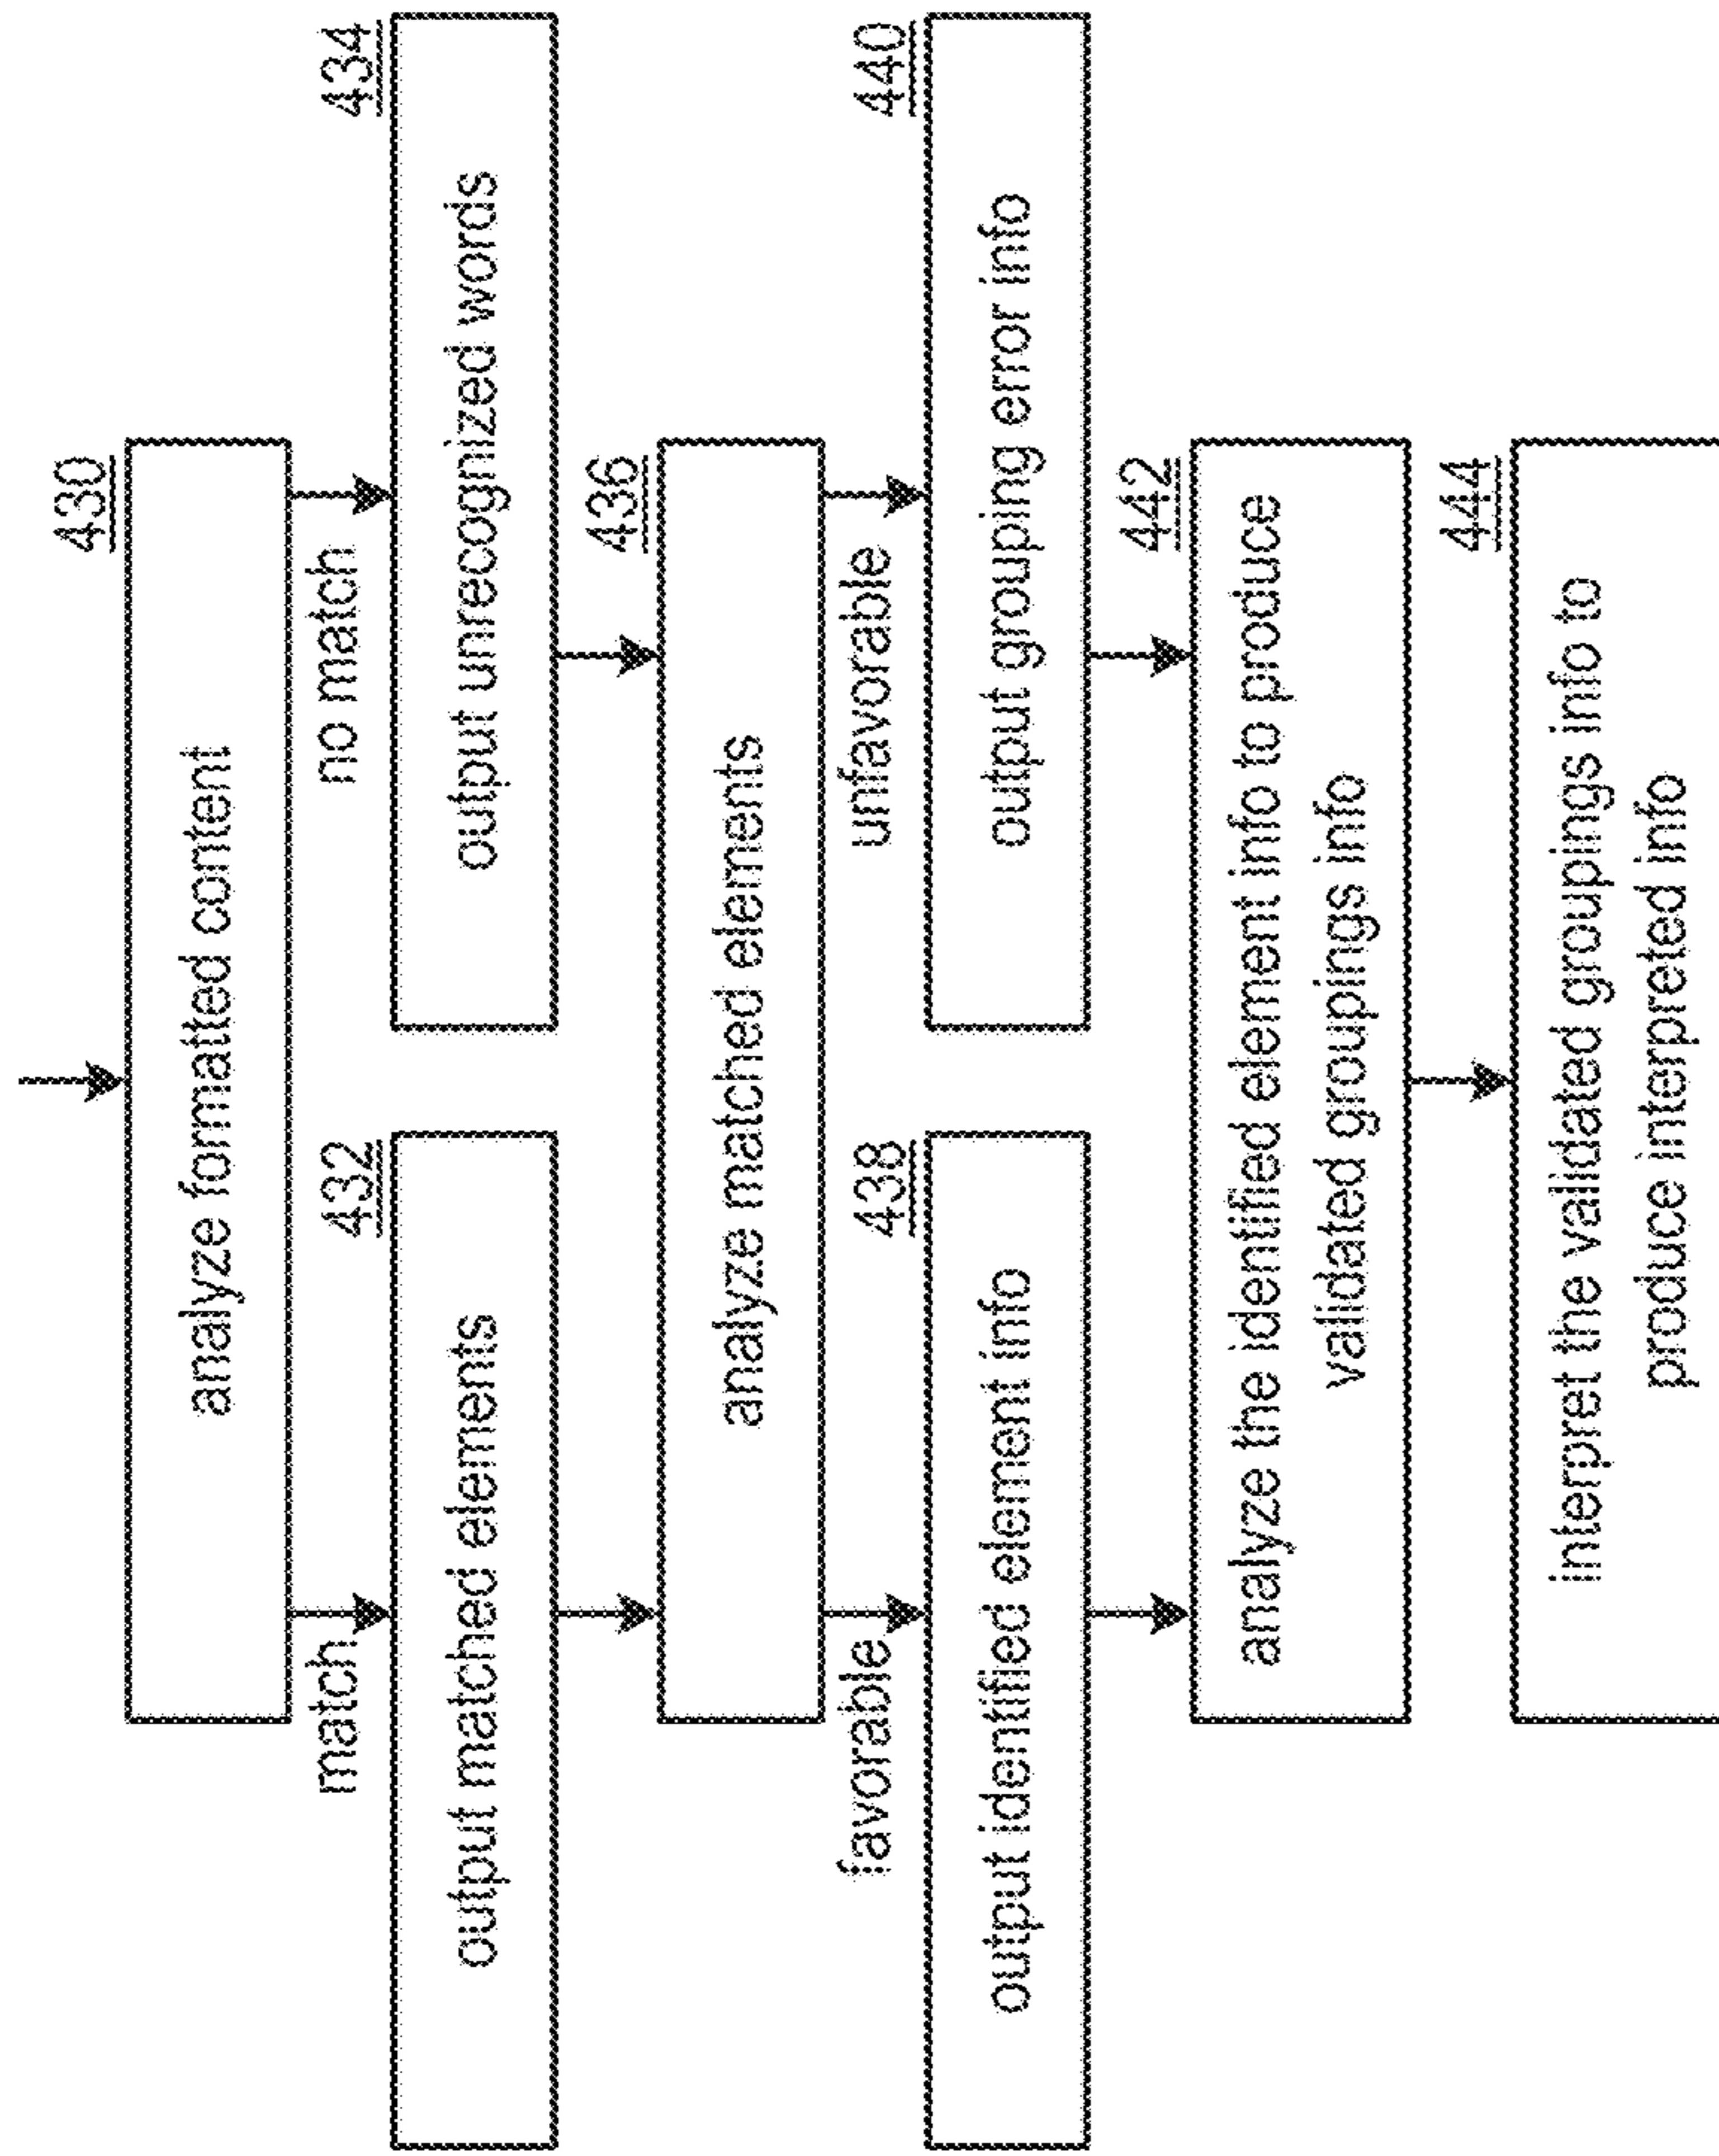 430
analyze formatted content
match
no match
432
434
output matched elements
output unrecognized words
436
analyze matched elements
favorable
unfavorable
438
440
output identified element info
output grouping error info
442
analyze the identified element info to produce
validated groupings info
444
interpret the validated groupings info to
produce interpreted info